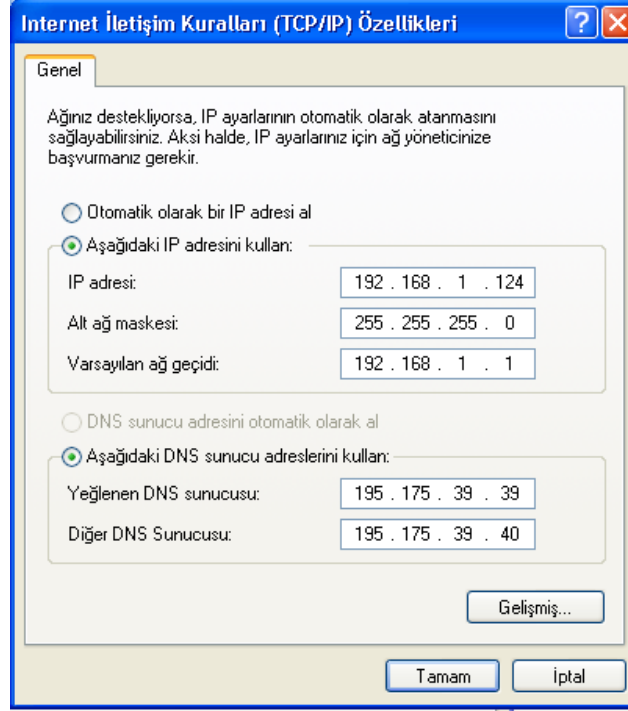 Internet İletişim Kuralları (TCP/IP) Özellikleri
Genel
Ağınız destekliyorsa, IP ayarlarının otomatik olarak atanmasını
sağlayabilirsiniz. Aksi halde, IP ayarlarınız için ağ yöneticinize
başvurmanız gerekir.
Otomatik olarak bir IP adresi al
Aşağıdaki IP adresini kullan:
IP adresi: 192 . 168 . 1 . 124
Alt ağ maskesi: 255 . 255 . 255 . 0
Varsayılan ağ geçidi: 192 . 168 . 1 . 1
DNS sunucu adresini otomatik olarak al
Aşağıdaki DNS sunucu adreslerini kullan:
Yeğlenen DNS sunucusu: 195 . 175 . 39 . 39
Diğer DNS Sunucusu: 195 . 175 . 39 . 40
Gelişmiş...
Tamam İptal